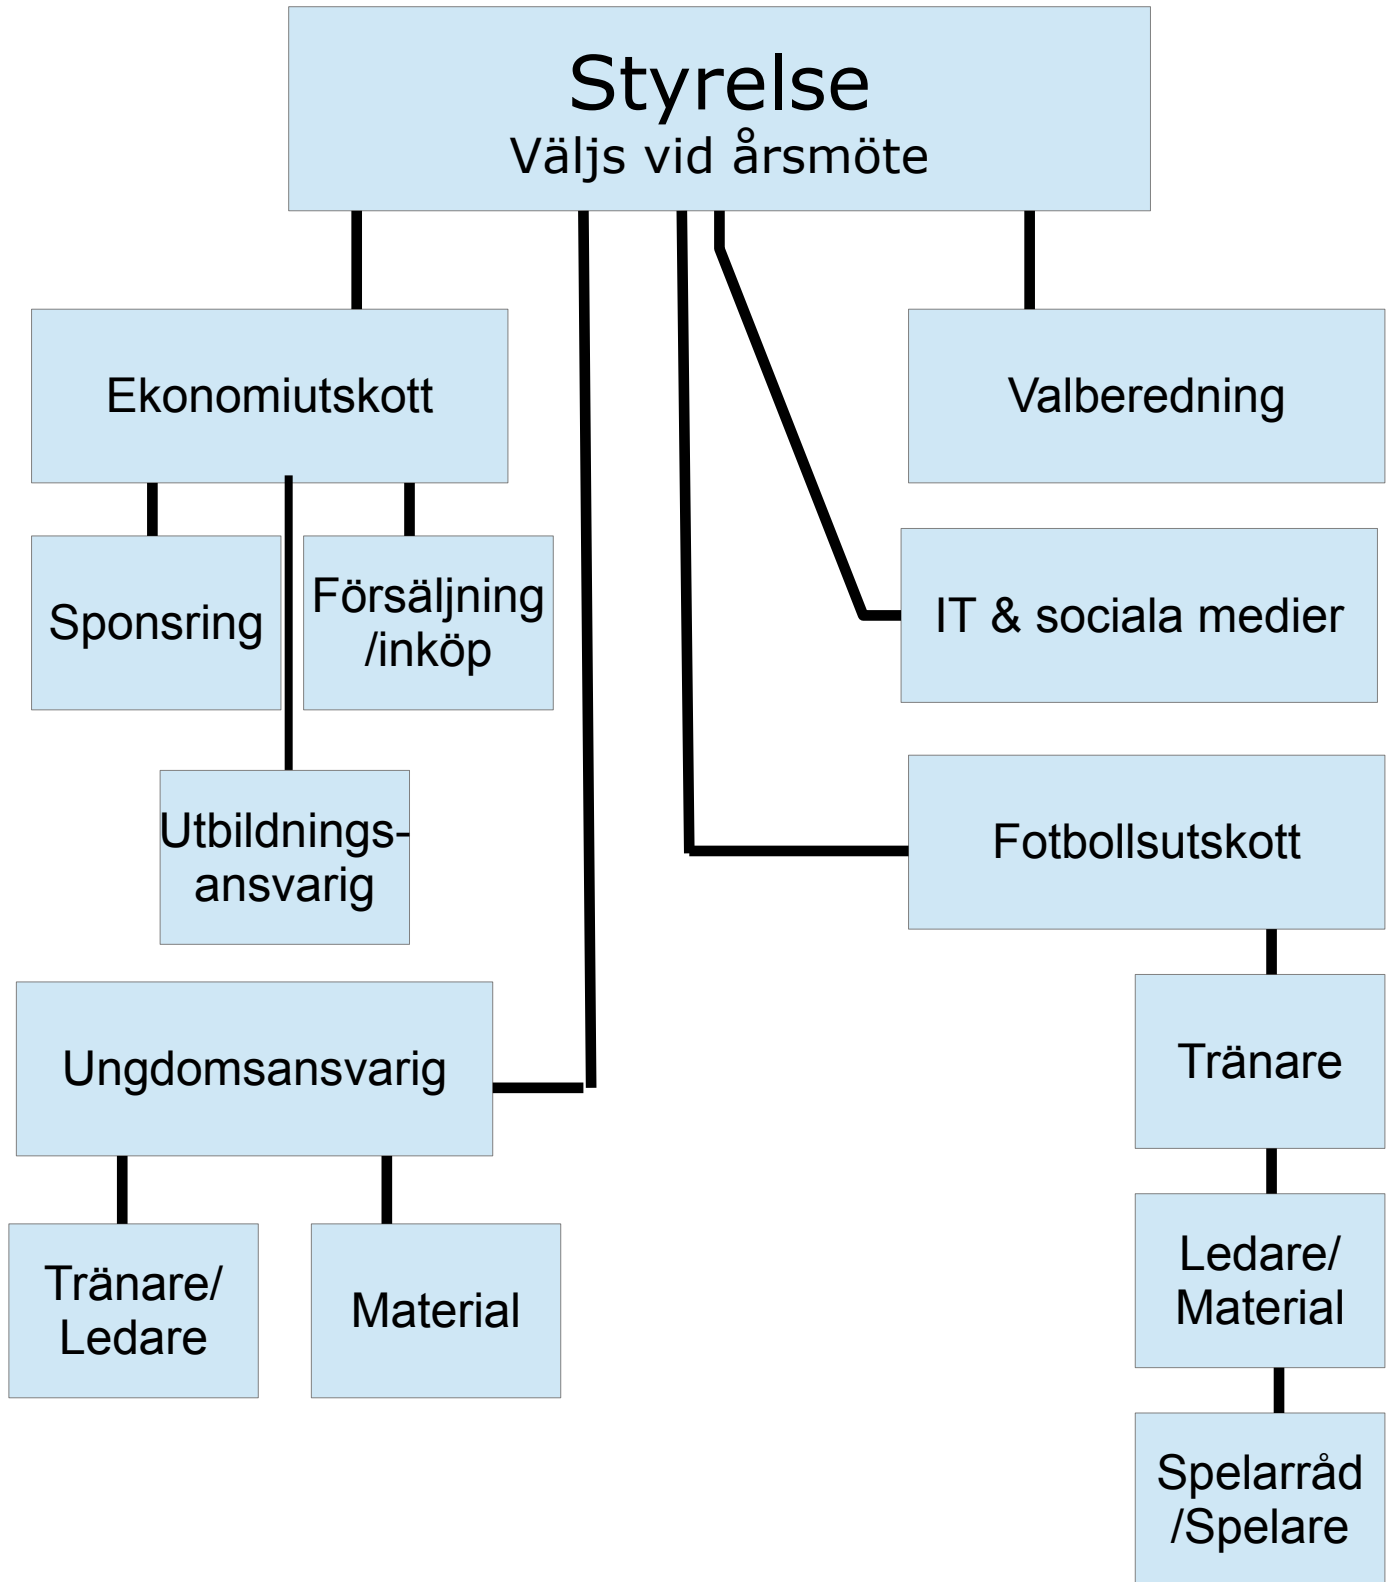 Styrelse
Väljs vid årsmöte
Ekonomiutskott
Valberedning
Sponsring
Försäljning
/inköp
IT & sociala medier
Utbildnings-
ansvarig
Fotbollsutskott
Ungdomsansvarig
Tränare
Tränare/
Ledare
Material
Ledare/
Material
Spelarråd
/Spelare